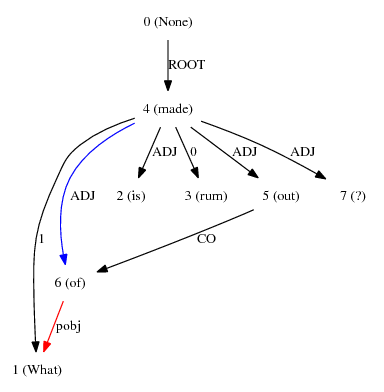 0 (None)
ROOT
4 (made)
ADJ 0 ADJ ADJ
ADJ 2 (is) 3 (rum) 5 (out) 7 (?)
1 CO
6 (of)
pobj
1 (What)